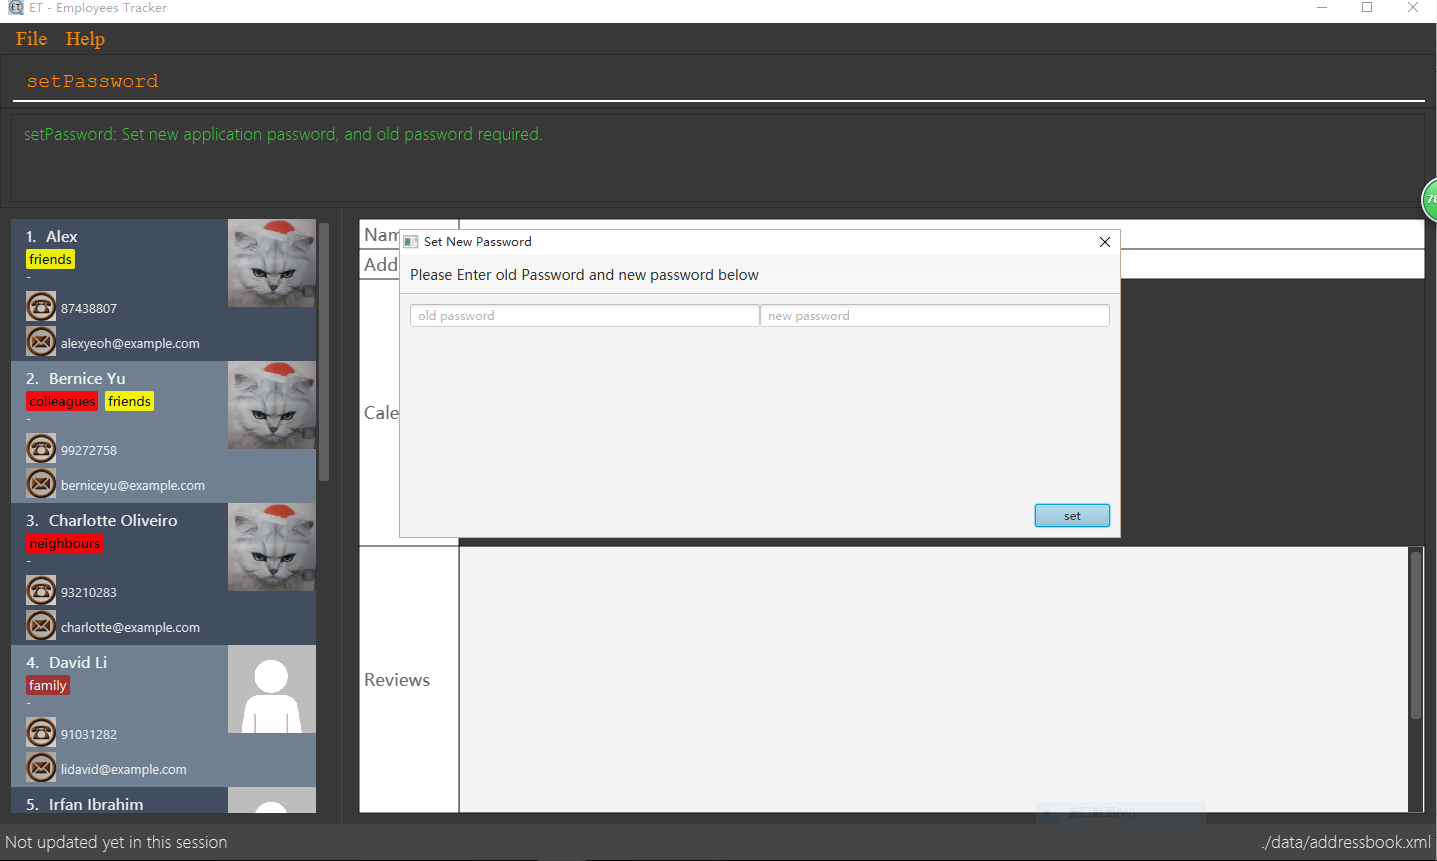 ET - Employees Tracker
File Help
setPassword
setPassword: Set new application password, and old password required.
78
1. Alex
friends
-
87438807
alexyeoh@example.com
2. Bernice Yu
colleagues friends
-
99272758
berniceyu@example.com
3. Charlotte Oliveiro
neighbours
-
93210283
charlotte@example.com
4. David Li
family
-
91031282
lidavid@example.com
5. Irfan Ibrahim
Nam
Add
Cale
Reviews
Set New Password
Please Enter old Password and new password below
old password new password
set
Not updated yet in this session ./data/addressbook.xml